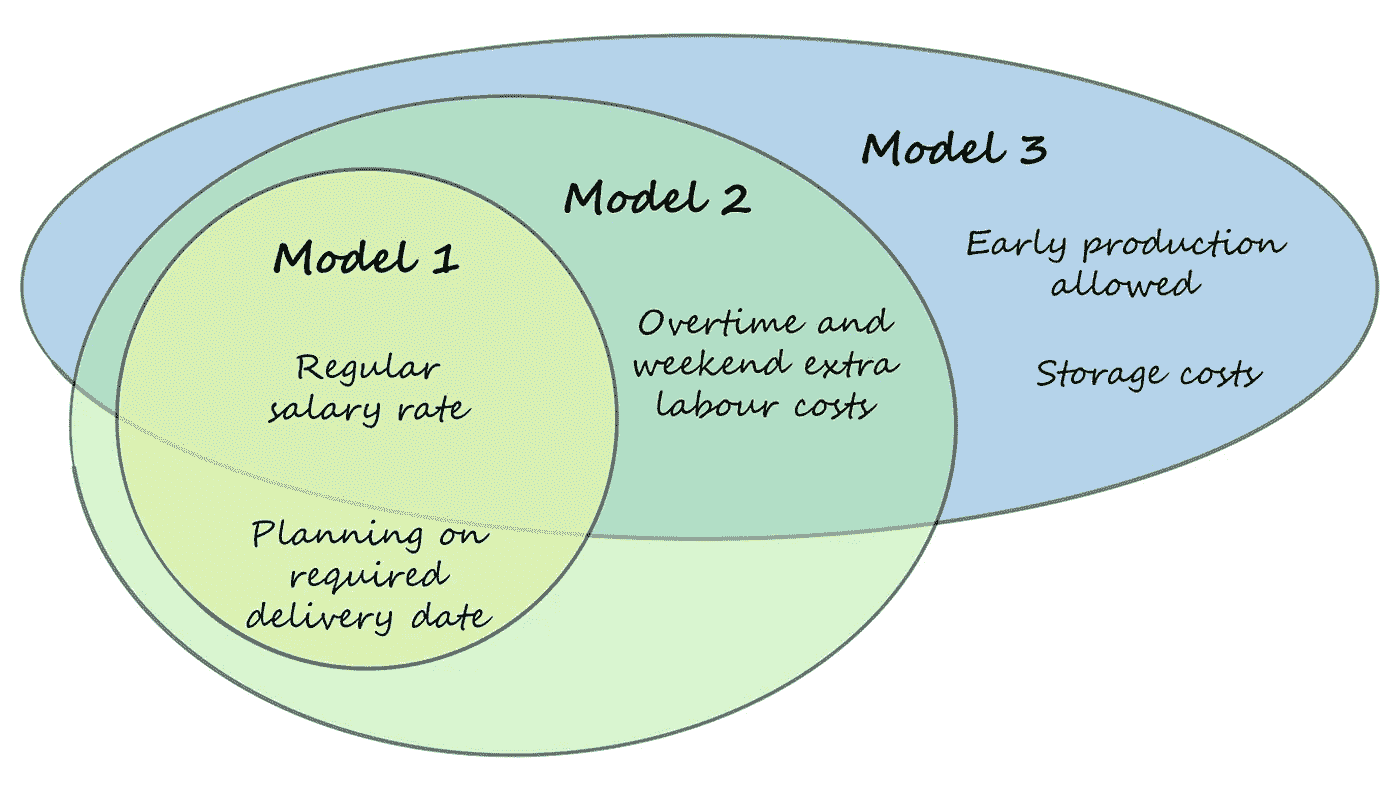 Model 1
Regular
salary rate
Planning on
required
delivery date
Model 2
Overtime and
weekend extra
labour costs
Model 3
Early production
allowed
Storage costs